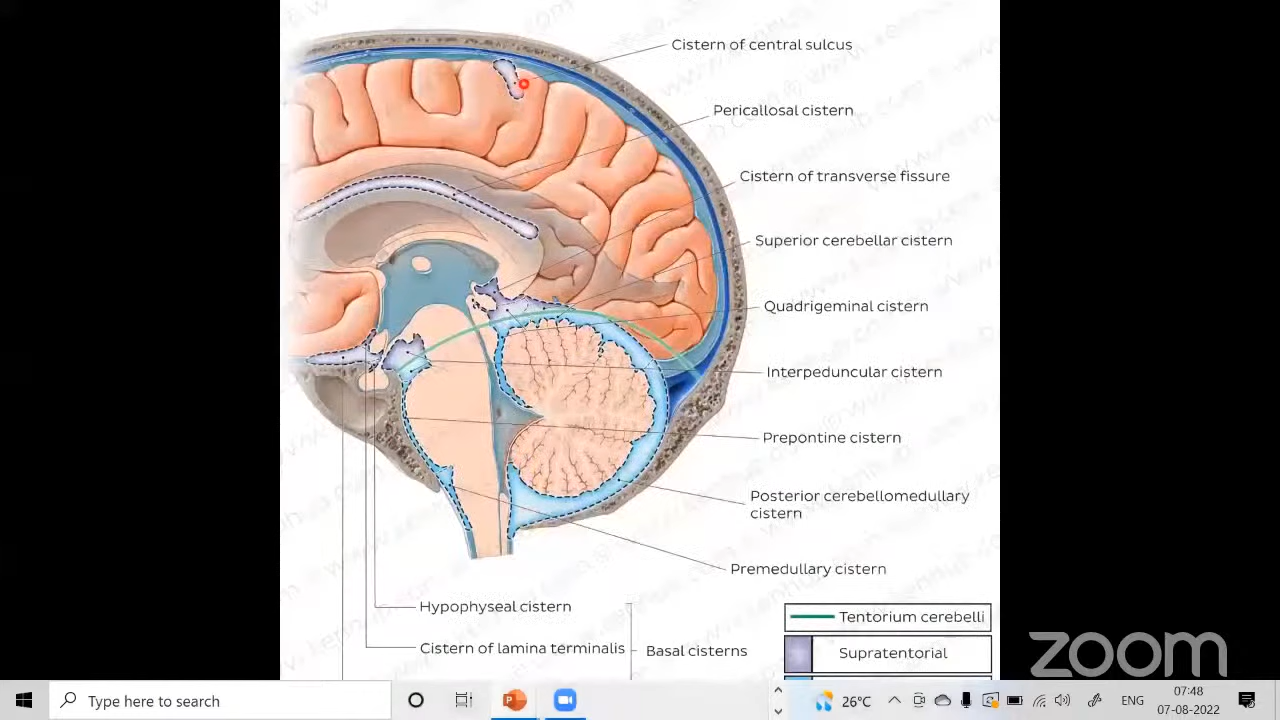 Cistern of central sulcus
Pericallosal cistern
Cistern of transverse fissure
Superior cerebellar cistern
Quadrigeminal cistern
Interpeduncular cistern
Prepontine cistern
Posterior cerebellomedullary
cistern
Premedullary cistern
Hypophyseal cistern
Cistern of lamina terminalis
Basal cisterns
Tentorium cerebelli
Supratentorial
zoom
Type here to search
26°C
ENG
07:48
07-08-2022